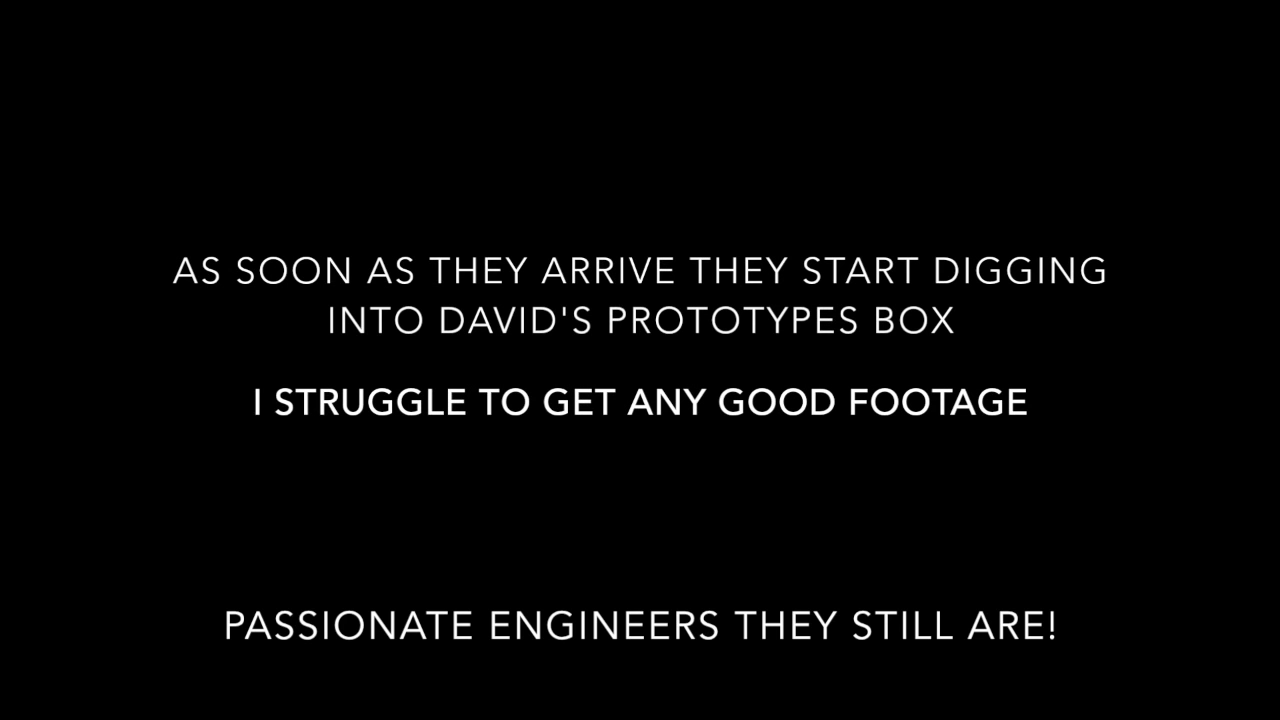 AS SOON AS THEY ARRIVE THEY START DIGGING
INTO DAVID'S PROTOTYPES BOX
I STRUGGLE TO GET ANY GOOD FOOTAGE
PASSIONATE ENGINEERS THEY STILL ARE!